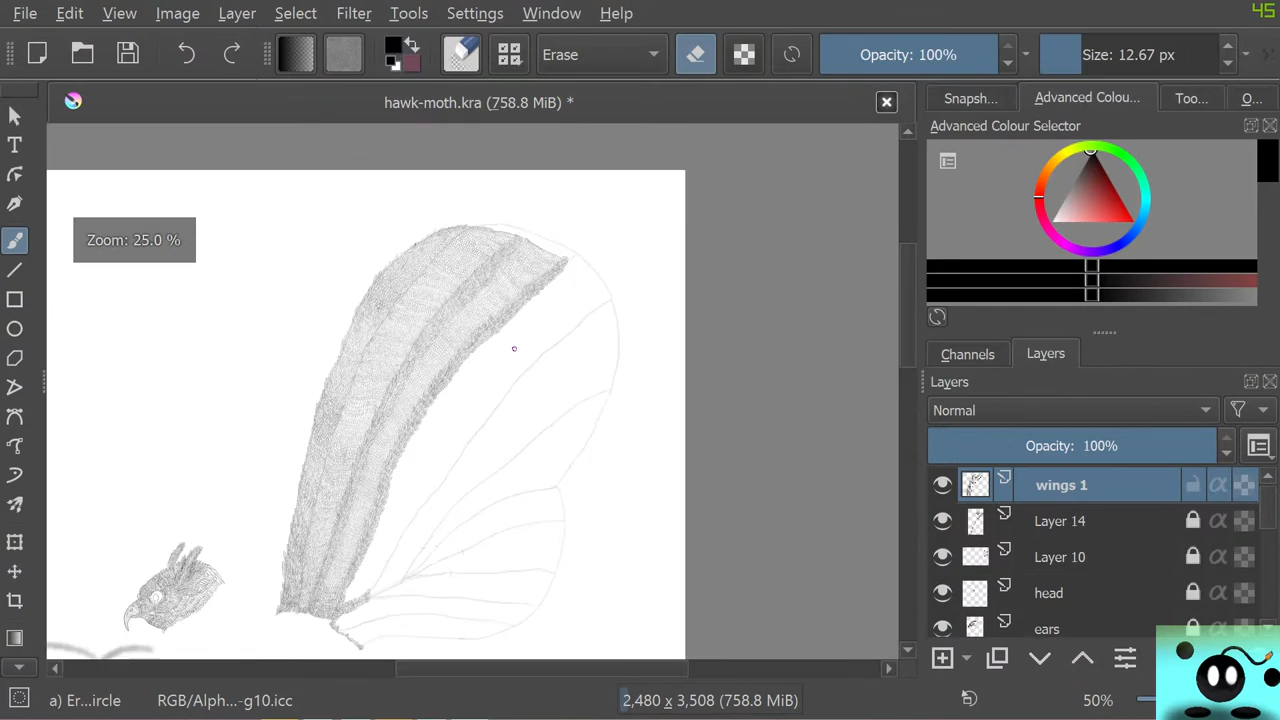 File Edit View Image Layer Select Filter Tools Settings Window Help
45
Erase
Opacity: 100%
Size: 12.67 px
hawk-moth.kra (758.8 MiB) *
Snapsh...
Advanced Colou...
Too...
O...
Advanced Colour Selector
Zoom: 25.0 %
Channels
Layers
Layers
Normal
Opacity: 100%
wings 1
Layer 14
Layer 10
head
ears
a) Er...ircle
RGB/Alph...-g10.icc
2,480 x 3,508 (758.8 MiB)
50%